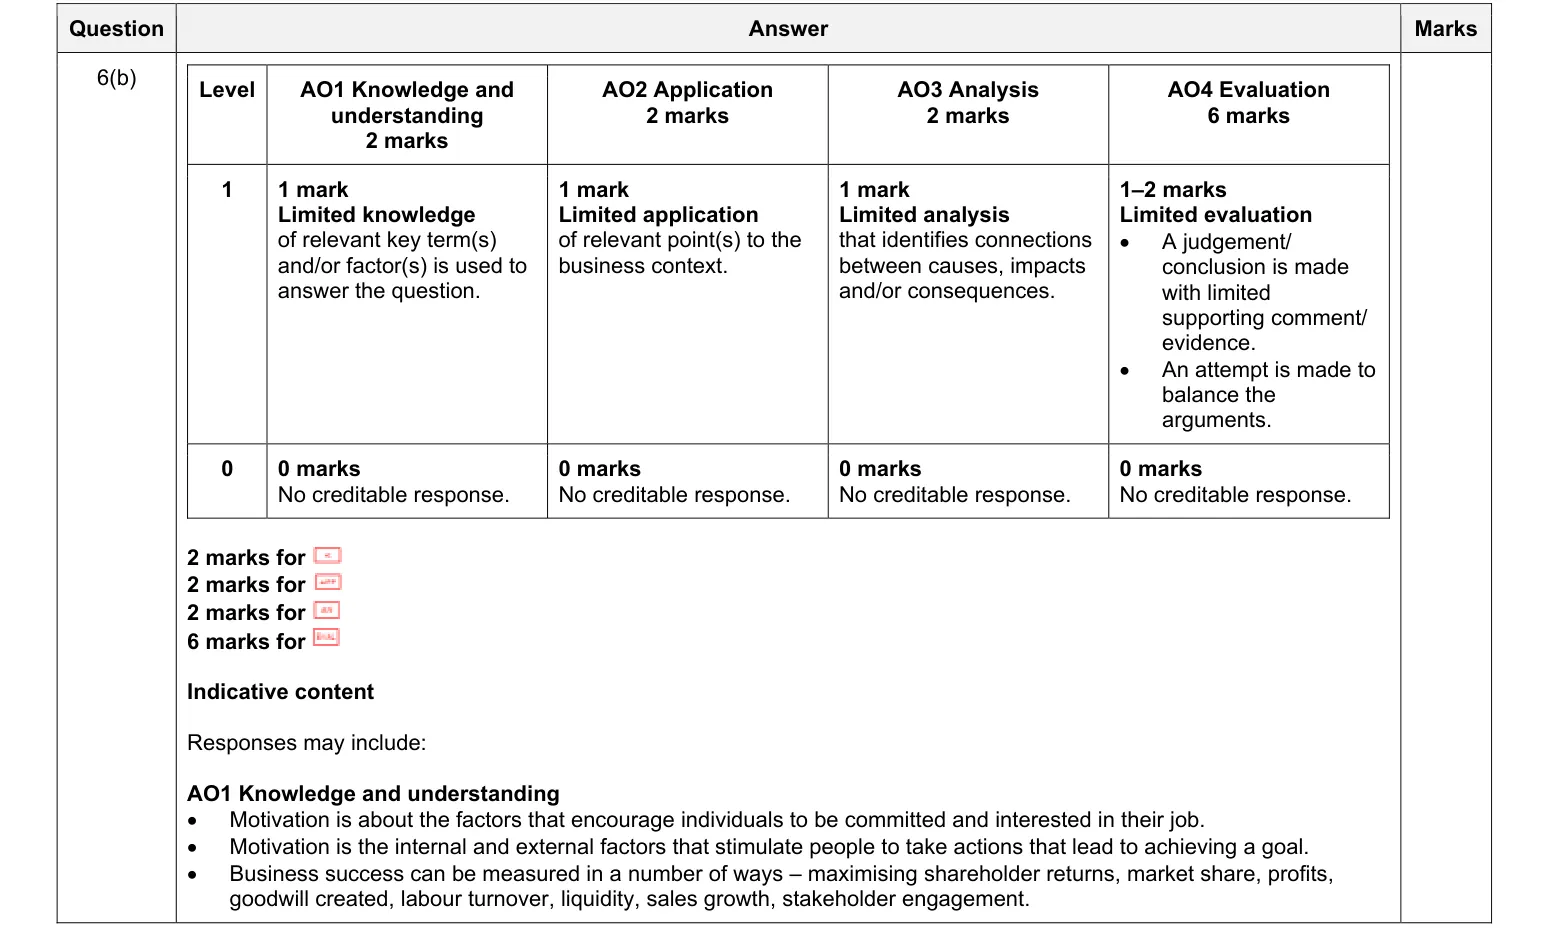 Question Answer Marks
6(b)
Level AO1 Knowledge and AO2 Application AO3 Analysis AO4 Evaluation
understanding 2 marks 2 marks 6 marks
2 marks
1 1 mark 1 mark 1 mark 1–2 marks
Limited knowledge Limited application Limited analysis Limited evaluation
of relevant key term(s) of relevant point(s) to the that identifies connections • A judgement/
and/or factor(s) is used to business context. between causes, impacts conclusion is made
answer the question. and/or consequences. with limited
supporting comment/
evidence.
• An attempt is made to
balance the
arguments.
0 0 marks 0 marks 0 marks 0 marks
No creditable response. No creditable response. No creditable response. No creditable response.
2 marks for
2 marks for
2 marks for
6 marks for
Indicative content
Responses may include:
AO1 Knowledge and understanding
• Motivation is about the factors that encourage individuals to be committed and interested in their job.
• Motivation is the internal and external factors that stimulate people to take actions that lead to achieving a goal.
• Business success can be measured in a number of ways – maximising shareholder returns, market share, profits,
goodwill created, labour turnover, liquidity, sales growth, stakeholder engagement.